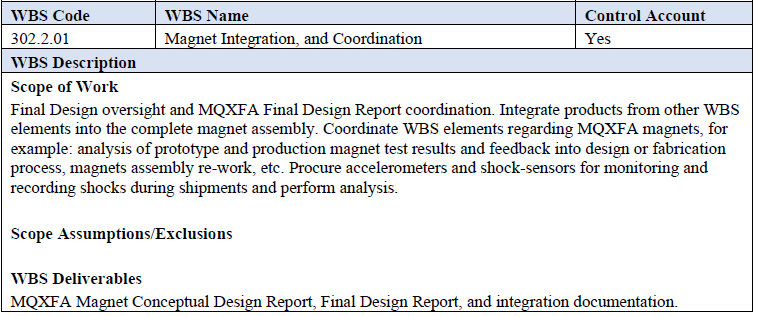 WBS Code WBS Name Control Account
302.2.01 Magnet Integration, and Coordination Yes
WBS Description
Scope of Work
Final Design oversight and MQXFA Final Design Report coordination. Integrate products from other WBS
elements into the complete magnet assembly. Coordinate WBS elements regarding MQXFA magnets, for
example: analysis of prototype and production magnet test results and feedback into design or fabrication
process, magnets assembly re-work, etc. Procure accelerometers and shock-sensors for monitoring and
recording shocks during shipments and perform analysis.
Scope Assumptions/Exclusions
WBS Deliverables
MQXFA Magnet Conceptual Design Report, Final Design Report, and integration documentation.